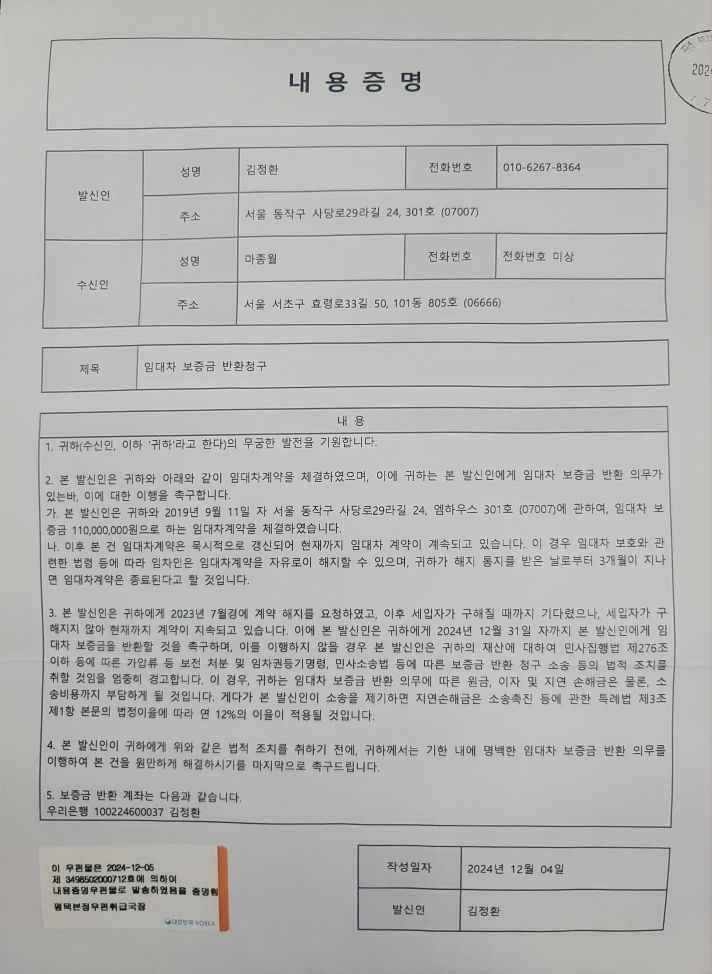 내용증명
발신인 성명 김정환 전화번호 010-6267-8364
주소 서울 동작구 사당로29라길 24, 301호 (07007)
수신인 성명 마종월 전화번호 전화번호 미상
주소 서울 서초구 효령로33길 50, 101동 805호 (06666)
제목 임대차 보증금 반환청구
내 용
1. 귀하(수신인, 이하 '귀하'라고 한다)의 무궁한 발전을 기원합니다.
2. 본 발신인은 귀하와 아래와 같이 임대차계약을 체결하였으며, 이에 귀하는 본 발신인에게 임대차 보증금 반환 의무가
있는바, 이에 대한 이행을 촉구합니다.
가. 본 발신인은 귀하와 2019년 9월 11일 자 서울 동작구 사당로29라길 24, 엠하우스 301호 (07007)에 관하여, 임대차 보
증금 110,000,000원으로 하는 임대차계약을 체결하였습니다.
나. 이후 본 건 임대차계약은 묵시적으로 갱신되어 현재까지 임대차 계약이 계속되고 있습니다. 이 경우 임대차 보호와 관
련한 법령 등에 따라 임차인은 임대차계약을 자유로이 해지할 수 있으며, 귀하가 해지 통지를 받은 날로부터 3개월이 지나
면 임대차계약은 종료된다고 할 것입니다.
3. 본 발신인은 귀하에게 2023년 7월경에 계약 해지를 요청하였고, 이후 세입자가 구해질 때까지 기다렸으나, 세입자가 구
해지지 않아 현재까지 계약이 지속되고 있습니다. 이에 본 발신인은 귀하에게 2024년 12월 31일 자까지 본 발신인에게 임
대차 보증금을 반환할 것을 촉구하며, 이를 이행하지 않을 경우 본 발신인은 귀하의 재산에 대하여 민사집행법 제276조
이하 등에 따른 가압류 등 보전 처분 및 임차권등기명령, 민사소송법 등에 따른 보증금 반환 청구 소송 등의 법적 조치를
취할 것임을 엄중히 경고합니다. 이 경우, 귀하는 임대차 보증금 반환 의무에 따른 원금, 이자 및 지연 손해금은 물론, 소
송비용까지 부담하게 될 것입니다. 게다가 본 발신인이 소송을 제기하면 지연손해금은 소송촉진 등에 관한 특례법 제3조
제1항 본문의 법정이율에 따라 연 12%의 이율이 적용될 것입니다.
4. 본 발신인이 귀하에게 위와 같은 법적 조치를 취하기 전에, 귀하께서는 기한 내에 명백한 임대차 보증금 반환 의무를
이행하여 본 건을 원만하게 해결하시기를 마지막으로 촉구드립니다.
5. 보증금 반환 계좌는 다음과 같습니다.
우리은행 100224600037 김정환
이 우편물은 2024-12-05
제 3498502000712호에 의하여
내용증명우편물로 발송하였음을 증명함
평택본정우편취급국장
대한민국 KOREA
작성일자 2024년 12월 04일
발신인 김정환